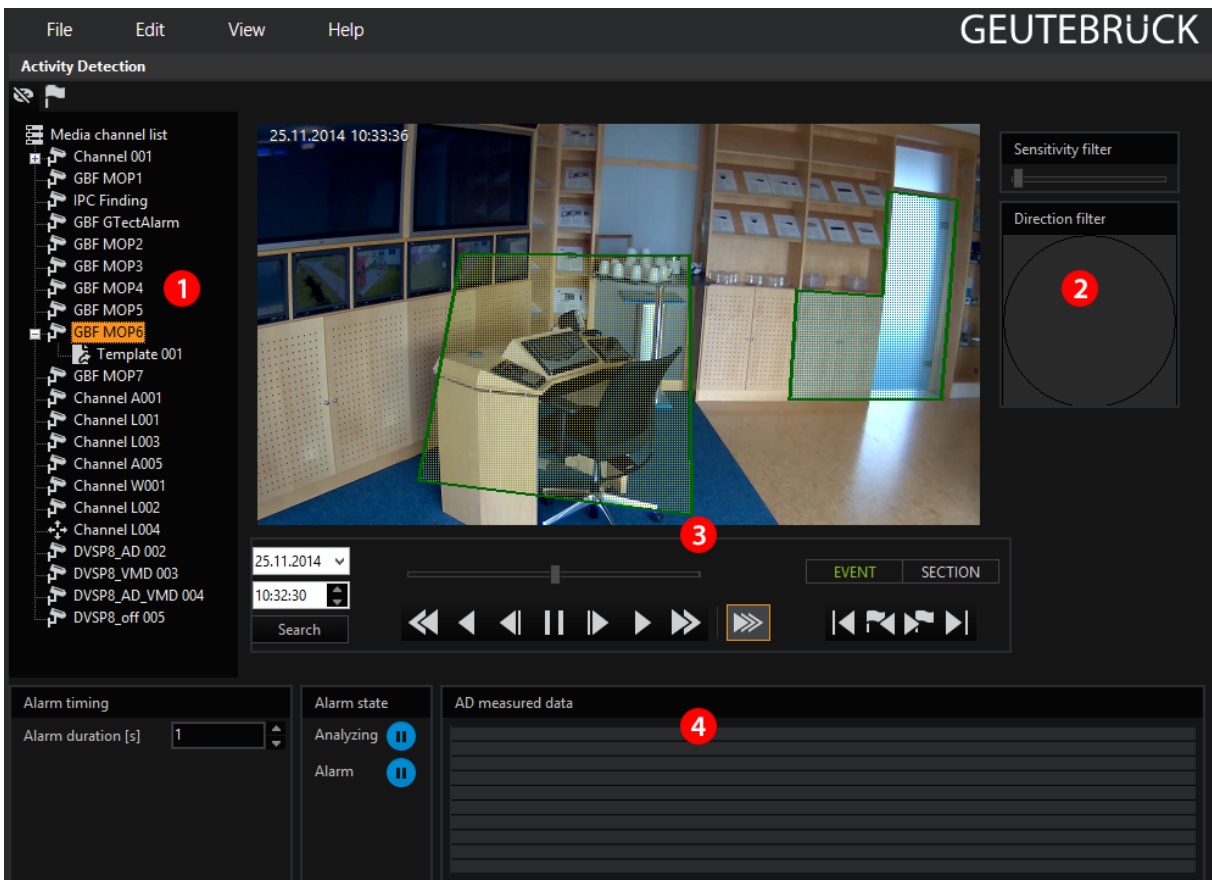 File Edit View Help
GEUTEBRÜCK
Activity Detection
Media channel list
Channel 001
GBF MOP1
IPC Finding
GBF GTectAlarm
GBF MOP2
GBF MOP3
GBF MOP4
GBF MOP5
GBF MOP6
Template 001
GBF MOP7
Channel A001
Channel L001
Channel L003
Channel A005
Channel W001
Channel L002
Channel L004
DVSP8_AD 002
DVSP8_VMD 003
DVSP8_AD_VMD 004
DVSP8_off 005
1
25.11.2014 10:33:36
Sensitivity filter
Direction filter
2
3
25.11.2014
10:32:30
Search
EVENT SECTION
Alarm timing
Alarm duration [s] 1
Alarm state
Analyzing
Alarm
AD measured data
4